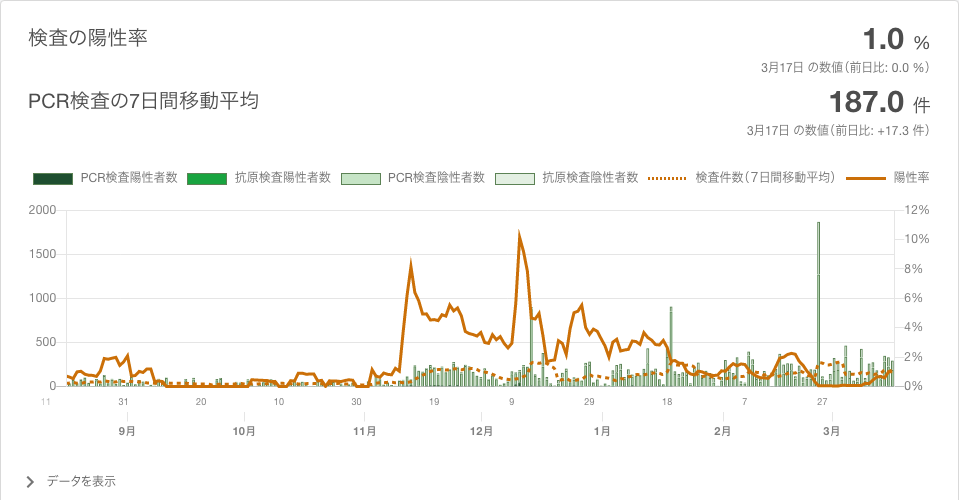 検査の陽性率
1.0 %
3月17日 の数値（前日比: 0.0 %）
PCR検査の7日間移動平均
187.0 件
3月17日 の数値（前日比: +17.3 件）
PCR検査陽性者数 抗原検査陽性者数 PCR検査陰性者数 抗原検査陰性者数 検査件数（7日間移動平均） 陽性率
2000 12%
10%
1500
8%
1000 6%
4%
500
2%
0 0%
11 31 20 10 30 19 9 29 18 7 27
9月 10月 11月 12月 1月 2月 3月
データを表示